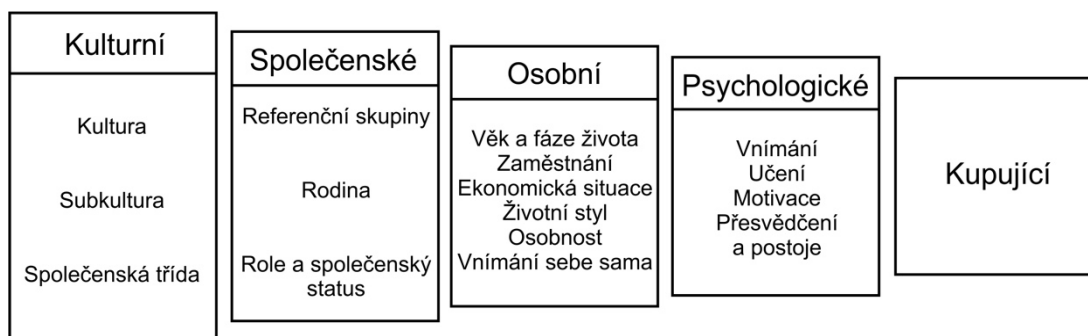 Kulturní
Kultura
Subkultura
Společenská třída
Společenské
Referenční skupiny
Rodina
Role a společenský
status
Osobní
Věk a fáze života
Zaměstnání
Ekonomická situace
Životní styl
Osobnost
Vnímání sebe sama
Psychologické
Vnímání
Učení
Motivace
Přesvědčení
a postoje
Kupující